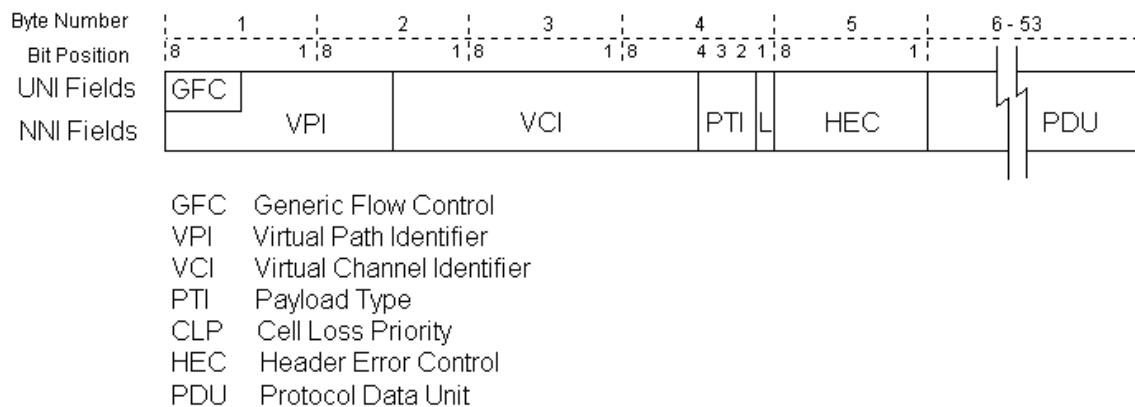 Byte Number 1 2 3 4 5 6 - 53
Bit Position 8 1 8 1 8 1 8 4 3 2 1 8 1
UNI Fields GFC
NNI Fields VPI VCI PTI L HEC PDU
GFC Generic Flow Control
VPI Virtual Path Identifier
VCI Virtual Channel Identifier
PTI Payload Type
CLP Cell Loss Priority
HEC Header Error Control
PDU Protocol Data Unit